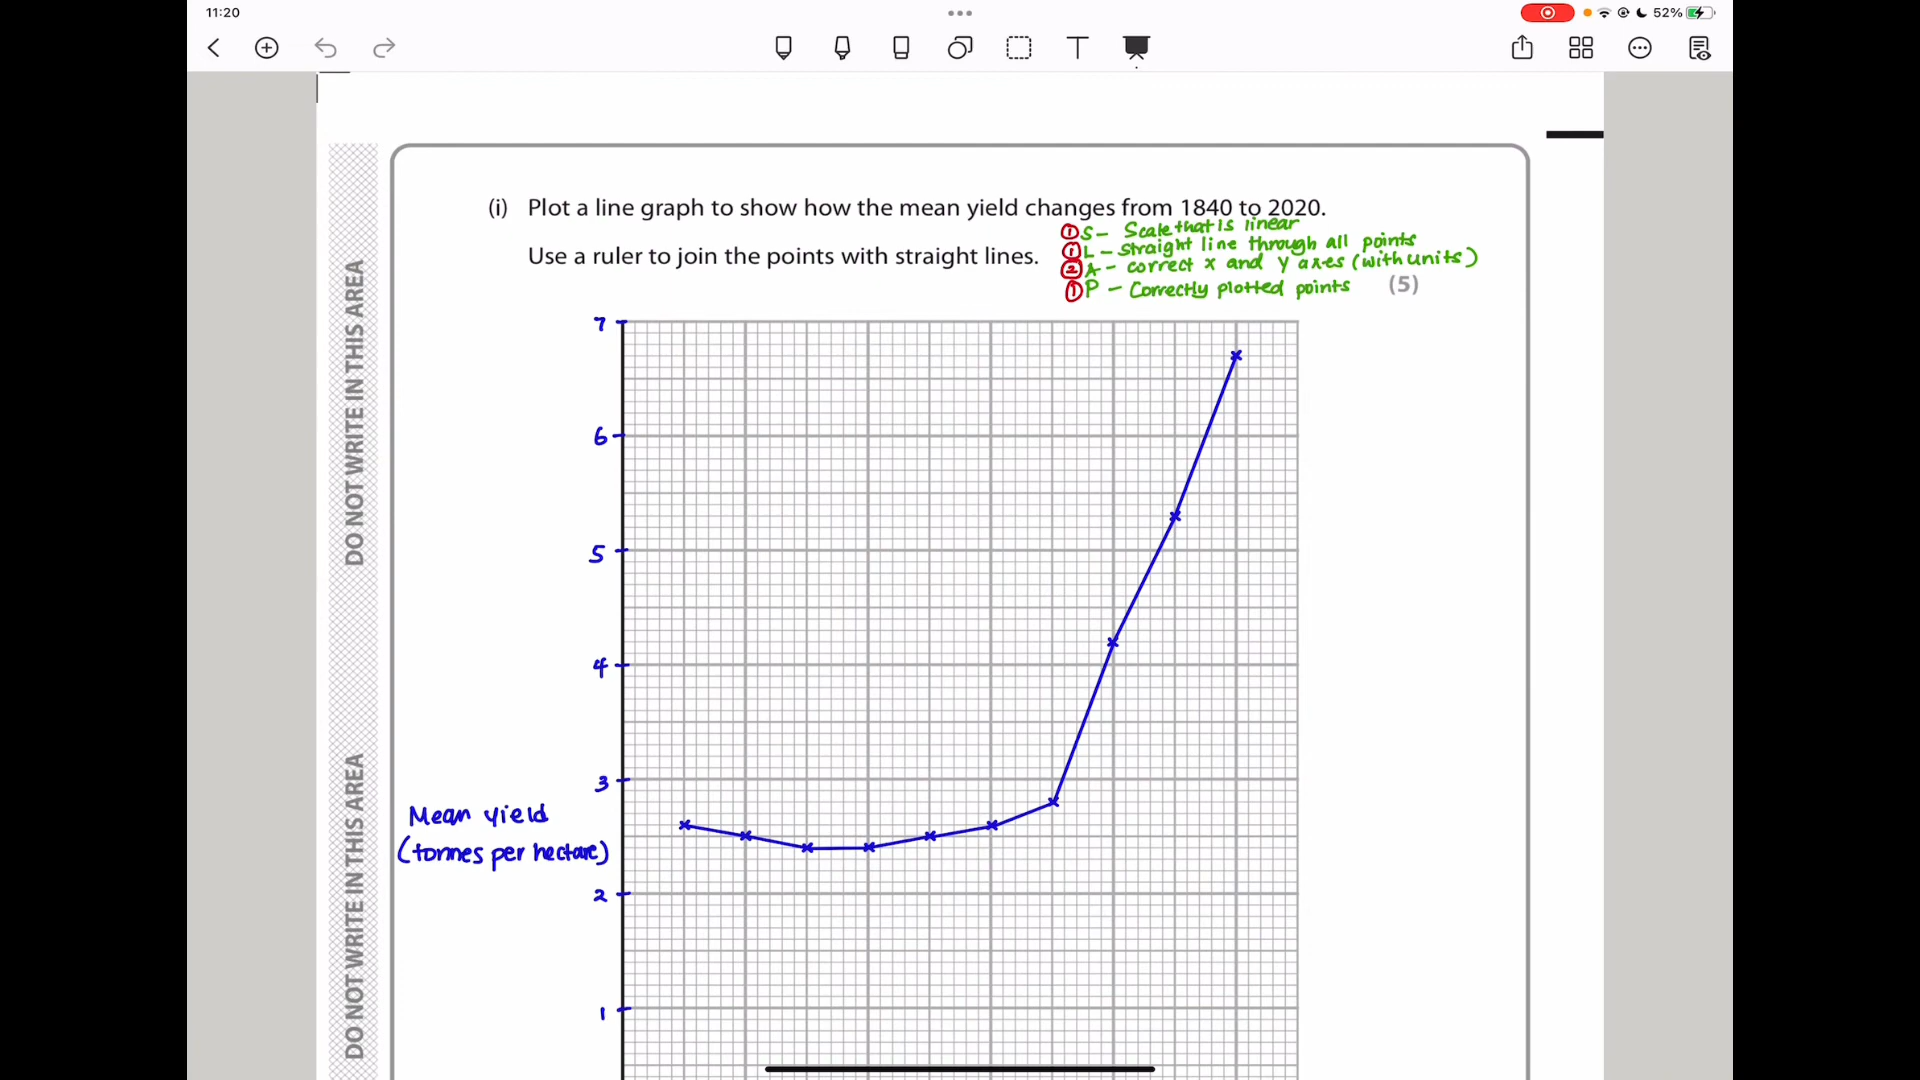 11:20
52%
(i) Plot a line graph to show how the mean yield changes from 1840 to 2020.
① S – Scale that is linear
Use a ruler to join the points with straight lines.
① L – straight line through all points
② A – correct x and y axes (with units)
① P – Correctly plotted points
(5)
7
6
5
4
3
Mean yield
(tonnes per hectare)
2
1
DO NOT WRITE IN THIS AREA
DO NOT WRITE IN THIS AREA